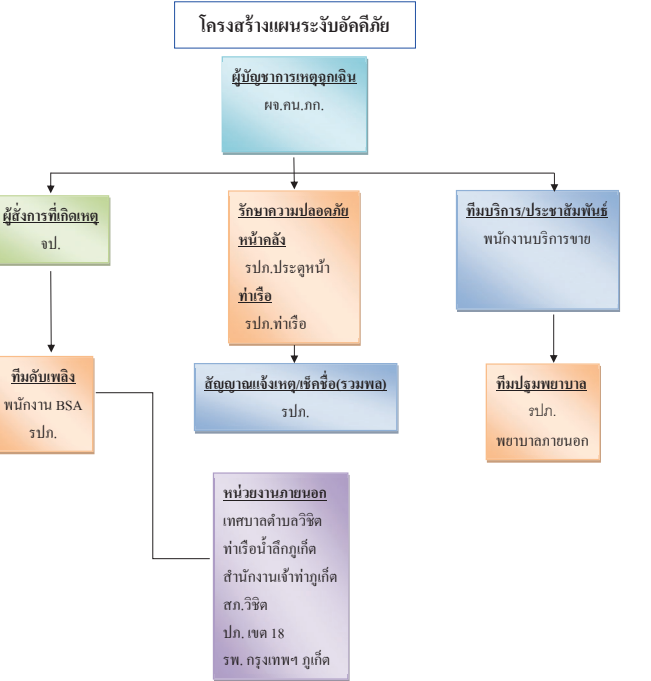 โครงสร้างแผนระงับอัคคีภัย
ผู้บัญชาการเหตุฉุกเฉิน
ผจ.คน.ภก.
ผู้สั่งการที่เกิดเหตุ
จป.
รักษาความปลอดภัย
หน้าคลัง
รปภ.ประตูหน้า
ท่าเรือ
รปภ.ท่าเรือ
ทีมบริการ/ประชาสัมพันธ์
พนักงานบริการขาย
ทีมดับเพลิง
พนักงาน BSA
รปภ.
สัญญาณแจ้งเหตุ/เช็คชื่อ(รวมพล)
รปภ.
ทีมปฐมพยาบาล
รปภ.
พยาบาลภายนอก
หน่วยงานภายนอก
เทศบาลตำบลวิชิต
ท่าเรือน้ำลึกภูเก็ต
สำนักงานเจ้าท่าภูเก็ต
สภ.วิชิต
ปภ. เขต 18
รพ. กรุงเทพฯ ภูเก็ต